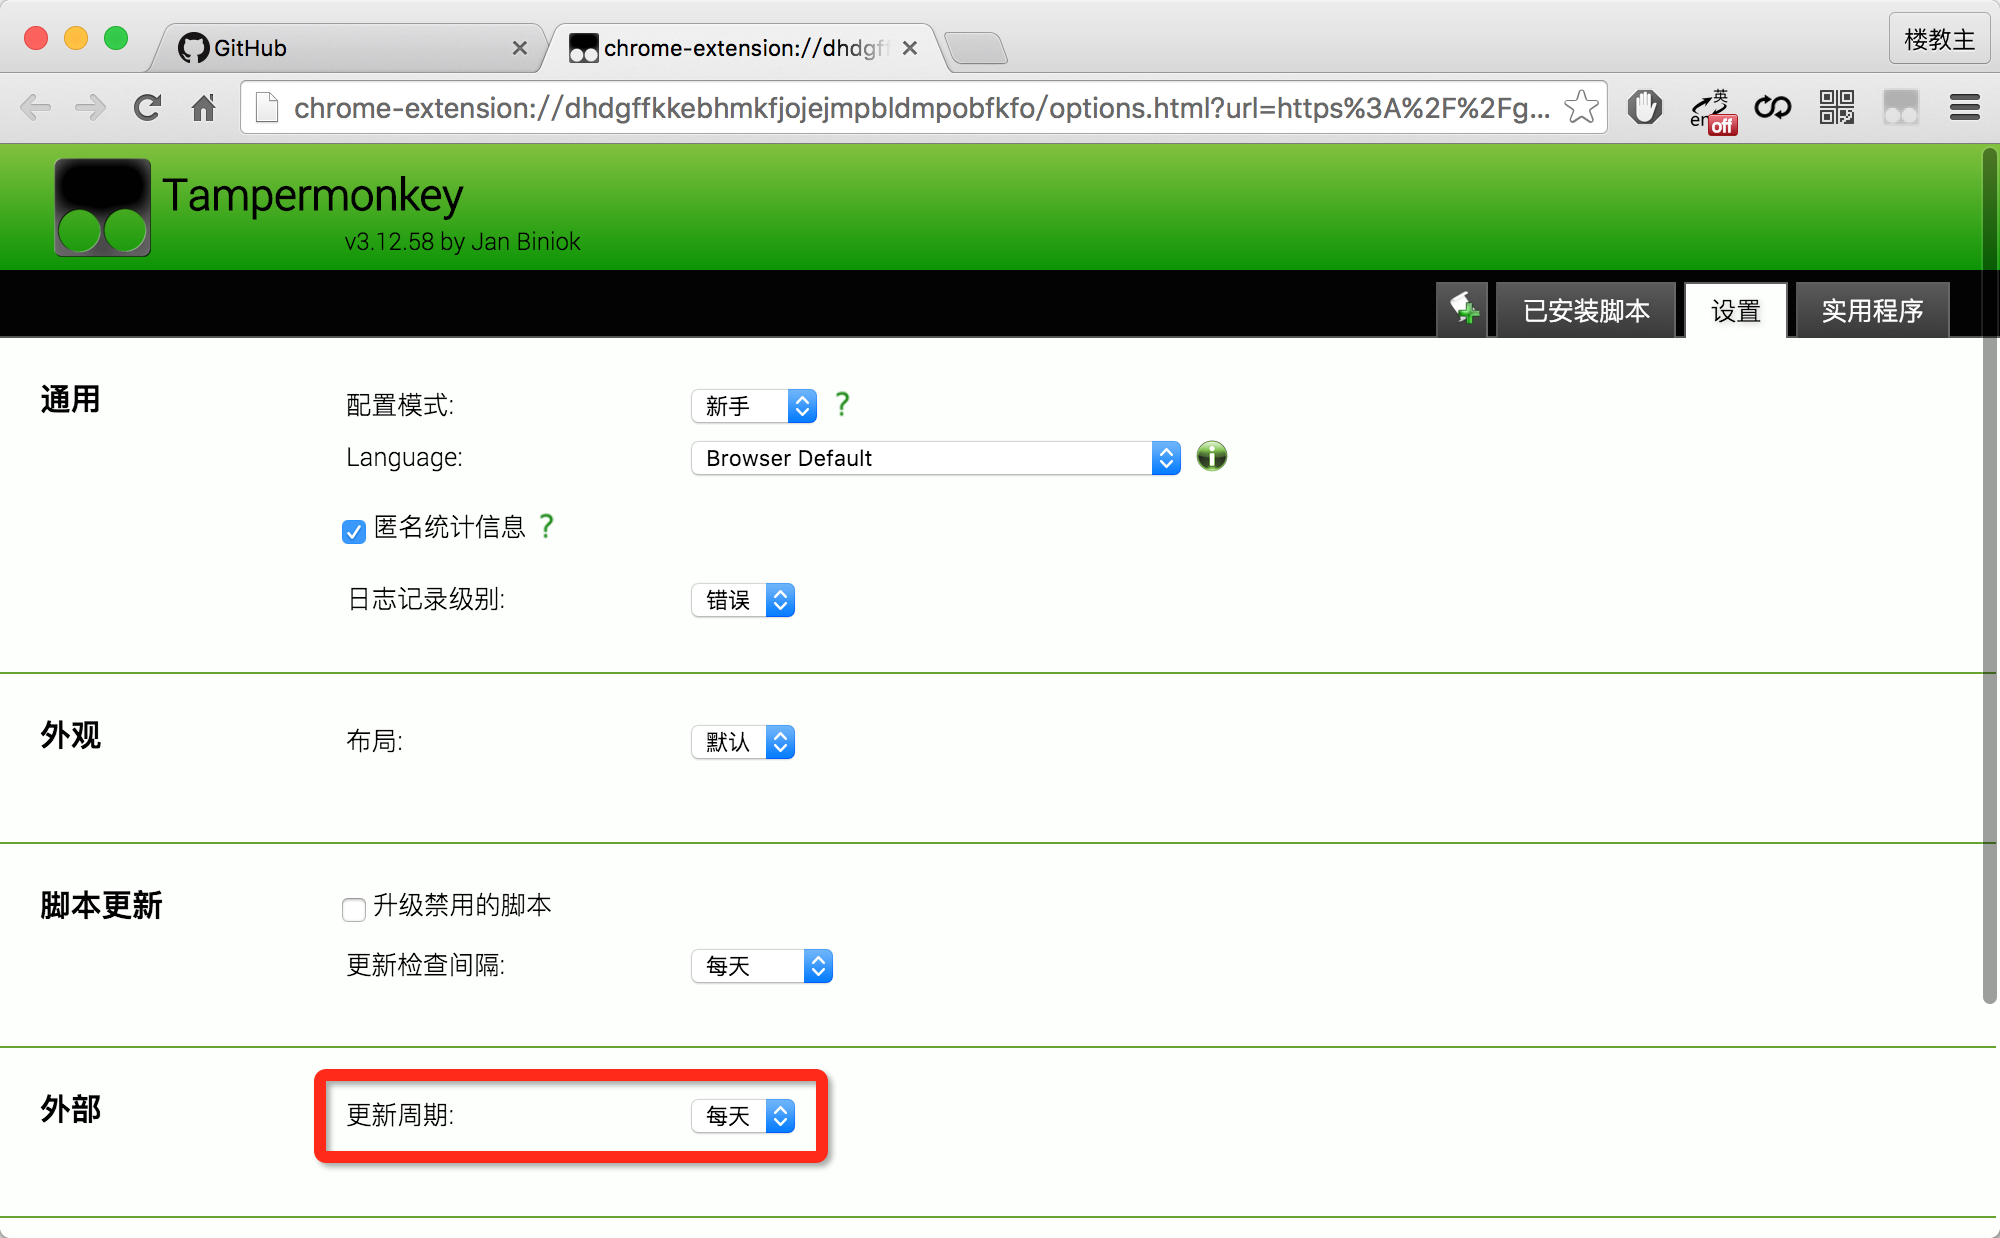 GitHub
chrome-extension://dhdgff
楼教主
chrome-extension://dhdgffkkebhmkfjojejmpbldmpobfkfo/options.html?url=https%3A%2F%2Fg...
英
en
off
Tampermonkey
v3.12.58 by Jan Biniok
已安装脚本
设置
实用程序
通用
配置模式:
新手
?
Language:
Browser Default
匿名统计信息 ?
日志记录级别:
错误
外观
布局:
默认
脚本更新
升级禁用的脚本
更新检查间隔:
每天
外部
更新周期:
每天